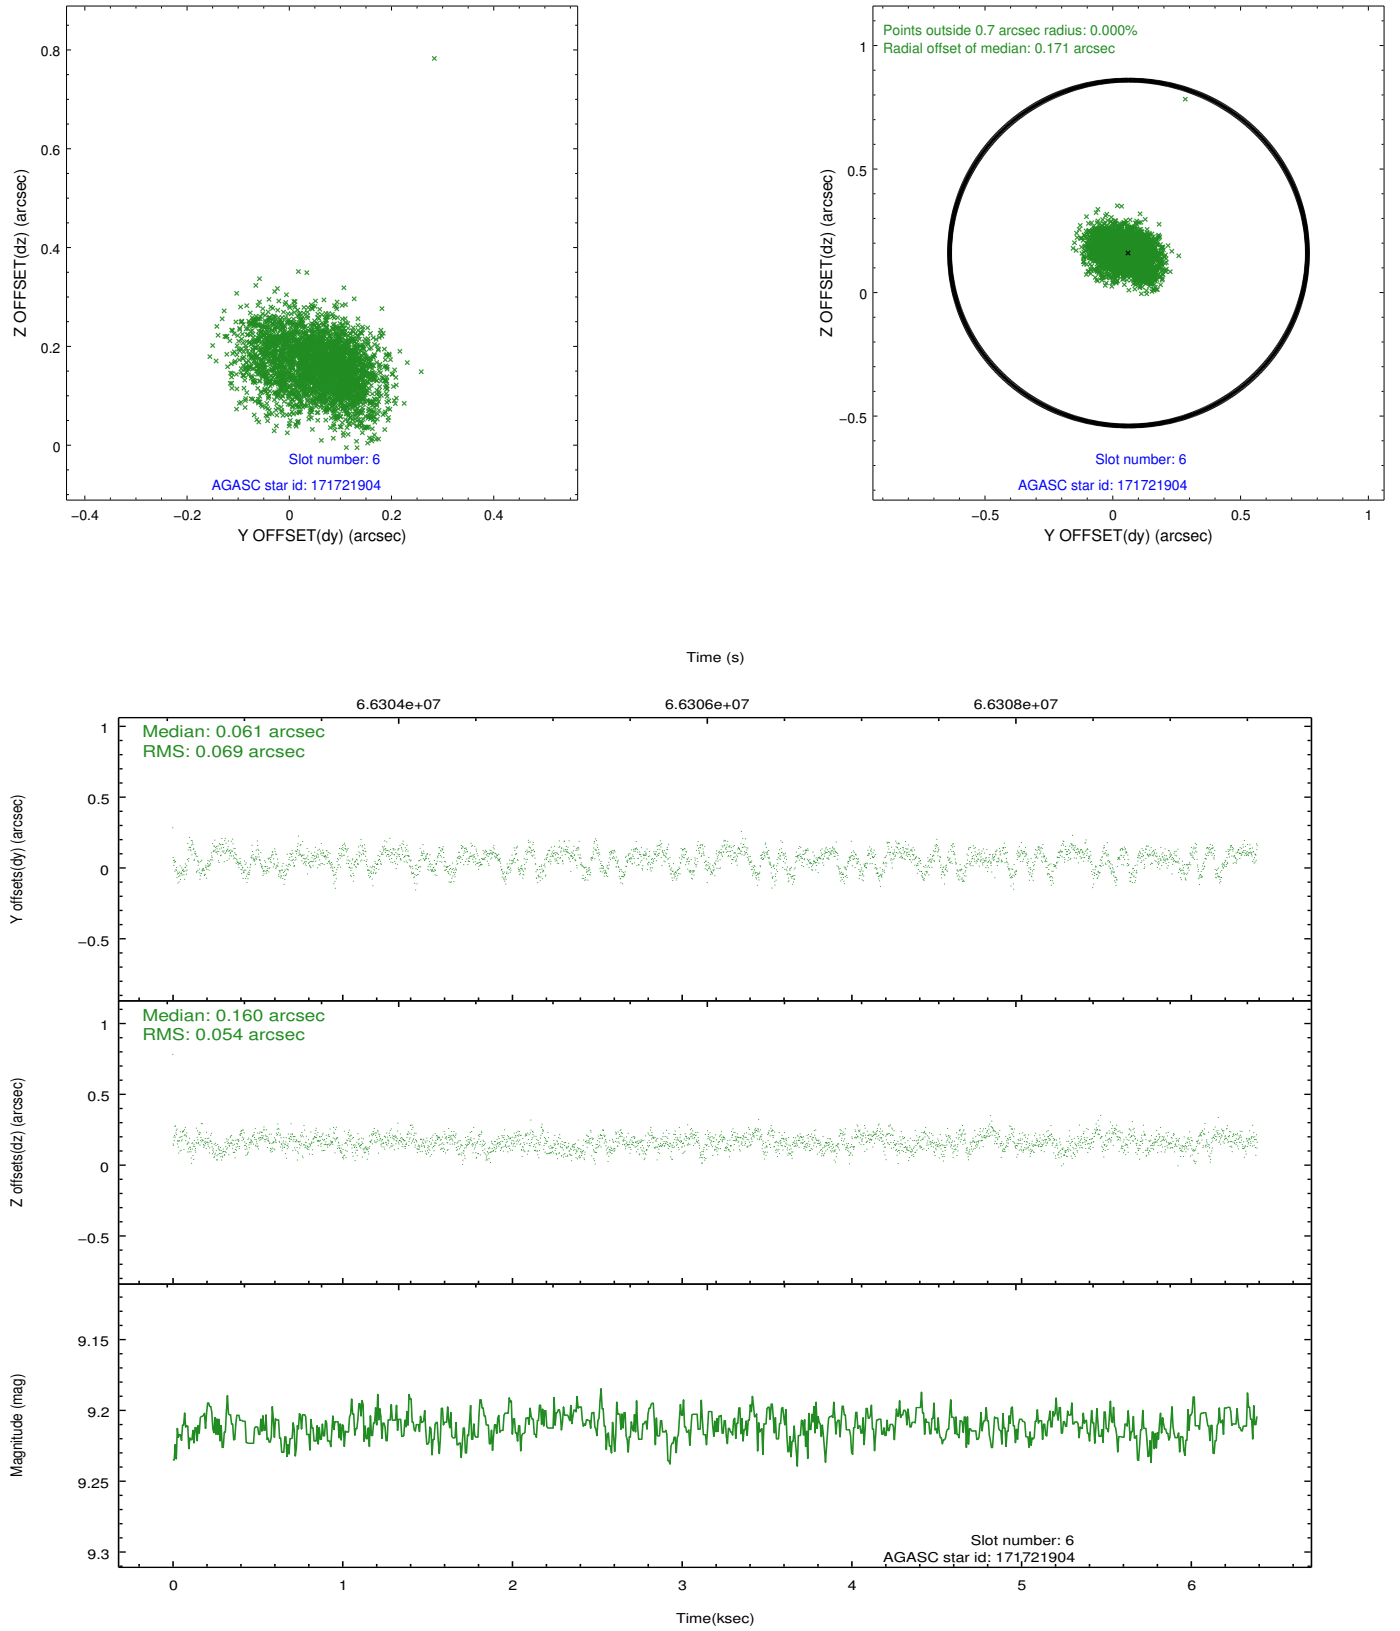 0.8
0.6
0.4
0.2
0
Z OFFSET(dz) (arcsec)
Slot number: 6
AGASC star id: 171721904
−0.4 −0.2 0 0.2 0.4
Y OFFSET(dy) (arcsec)
Points outside 0.7 arcsec radius: 0.000%
Radial offset of median: 0.171 arcsec
1
0.5
0
−0.5
Z OFFSET(dz) (arcsec)
Slot number: 6
AGASC star id: 171721904
−0.5 0 0.5 1
Y OFFSET(dy) (arcsec)
Time (s)
6.6304e+07 6.6306e+07 6.6308e+07
Median: 0.061 arcsec
RMS: 0.069 arcsec
1
0.5
0
−0.5
Y offsets(dy) (arcsec)
Median: 0.160 arcsec
RMS: 0.054 arcsec
1
0.5
0
−0.5
Z offsets(dz) (arcsec)
9.15
9.2
9.25
9.3
Magnitude (mag)
Slot number: 6
AGASC star id: 171721904
0 1 2 3 4 5 6
Time(ksec)